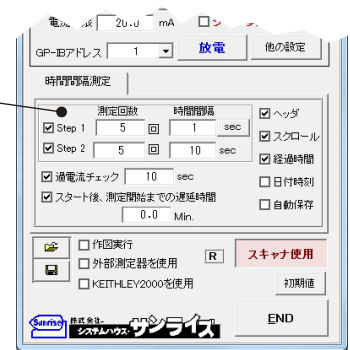 20.0 mA
GP-IBアドレス 1 放電 他の設定
時間間隔測定
測定回数 時間間隔
Step 1 5 回 1 sec
Step 2 5 回 10 sec
過電流チェック 10 sec
スタート後、測定開始までの遅延時間
0.0 Min.
ヘッダ
スクロール
経過時間
日付時刻
自動保存
作図実行
外部測定器を使用
KEITHLEY2000を使用
R
スキャナ使用
初期値
Sunrise 株式会社 システムハウス サンライズ
END